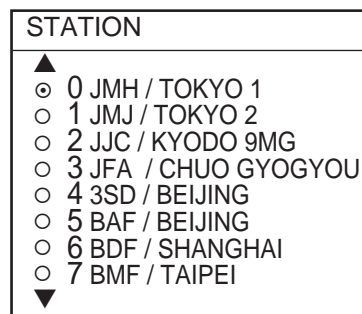 STATION
0 JMH / TOKYO 1
1 JMJ / TOKYO 2
2 JJC / KYODO 9MG
3 JFA / CHUO GYOGYOU
4 3SD / BEIJING
5 BAF / BEIJING
6 BDF / SHANGHAI
7 BMF / TAIPEI